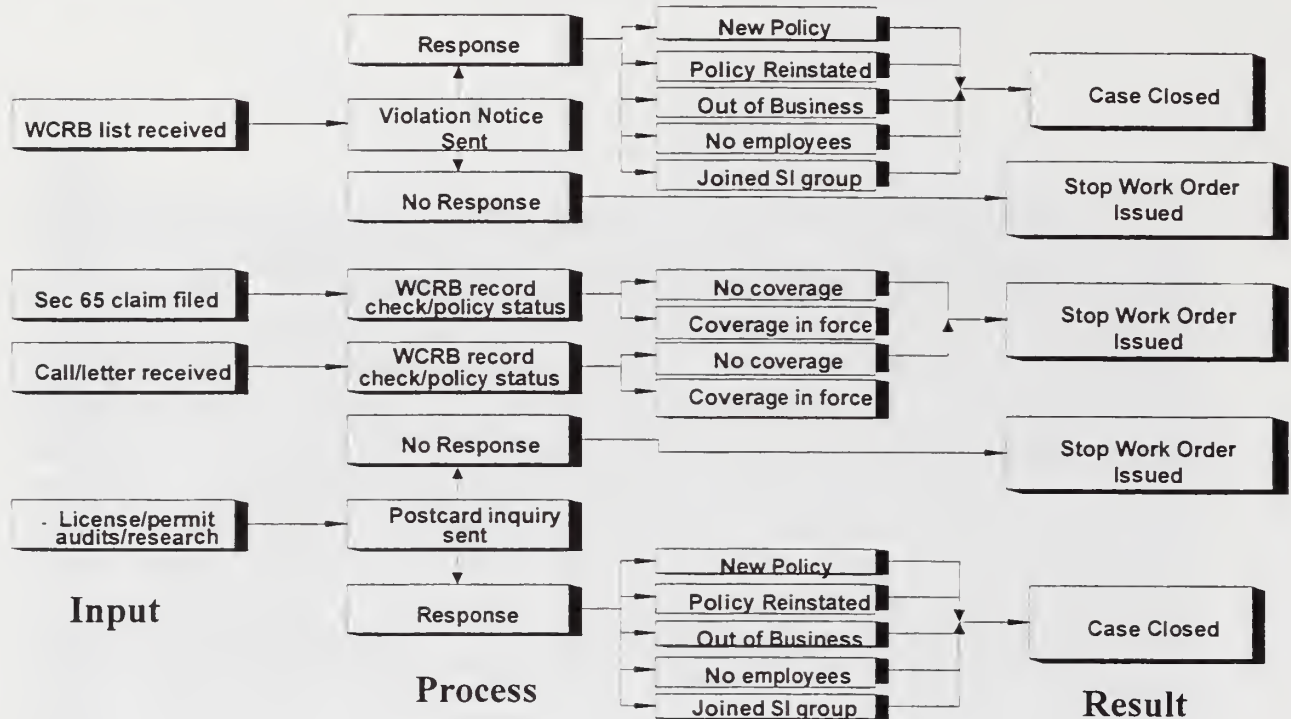 New Policy
Response
Policy Reinstated
Case Closed
Out of Business
WCRB list received
Violation Notice
Sent
No employees
Joined SI group
No Response
Stop Work Order
Issued
Sec 65 claim filed
WCRB record
check/policy status
No coverage
Coverage in force
Stop Work Order
Issued
Call/letter received
WCRB record
check/policy status
No coverage
Coverage in force
No Response
Stop Work Order
Issued
- License/permit
audits/research
Postcard inquiry
sent
New Policy
Response
Policy Reinstated
Out of Business
Case Closed
No employees
Joined SI group
Input
Process
Result